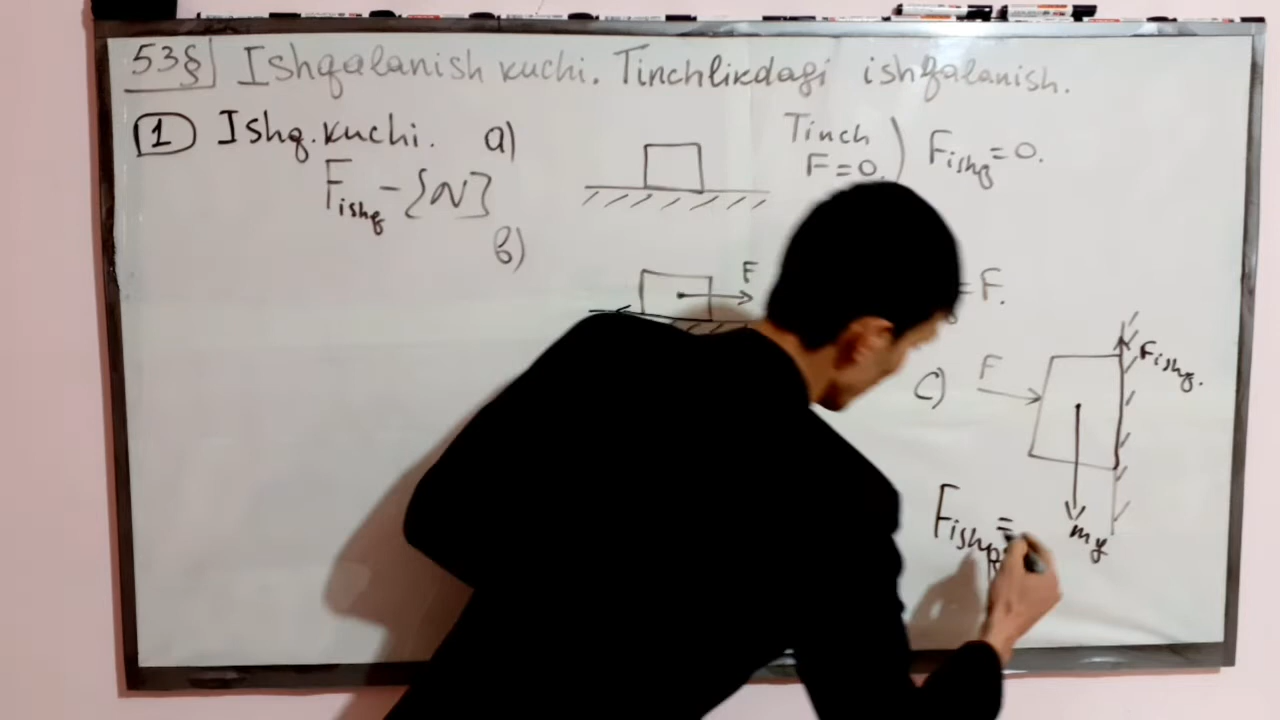 53§ Ishqalanish kuchi. Tinchlikdagi ishqalanish.
1 Ishq. kuchi. a)
Tinch
F=0.
Fishq=0.
Fishq – {N}
b)
F
= F.
c)
F
Fishq.
mg
Fishq=